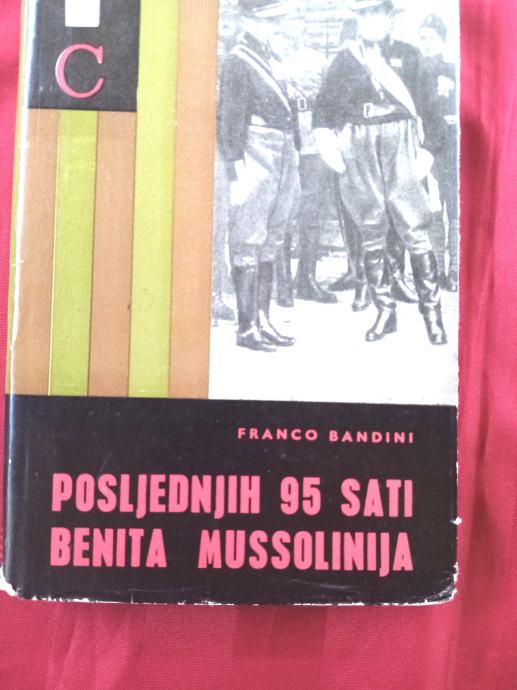 C
FRANCO BANDINI
POSLJEDNJIH 95 SATI
BENITA MUSSOLINIJA